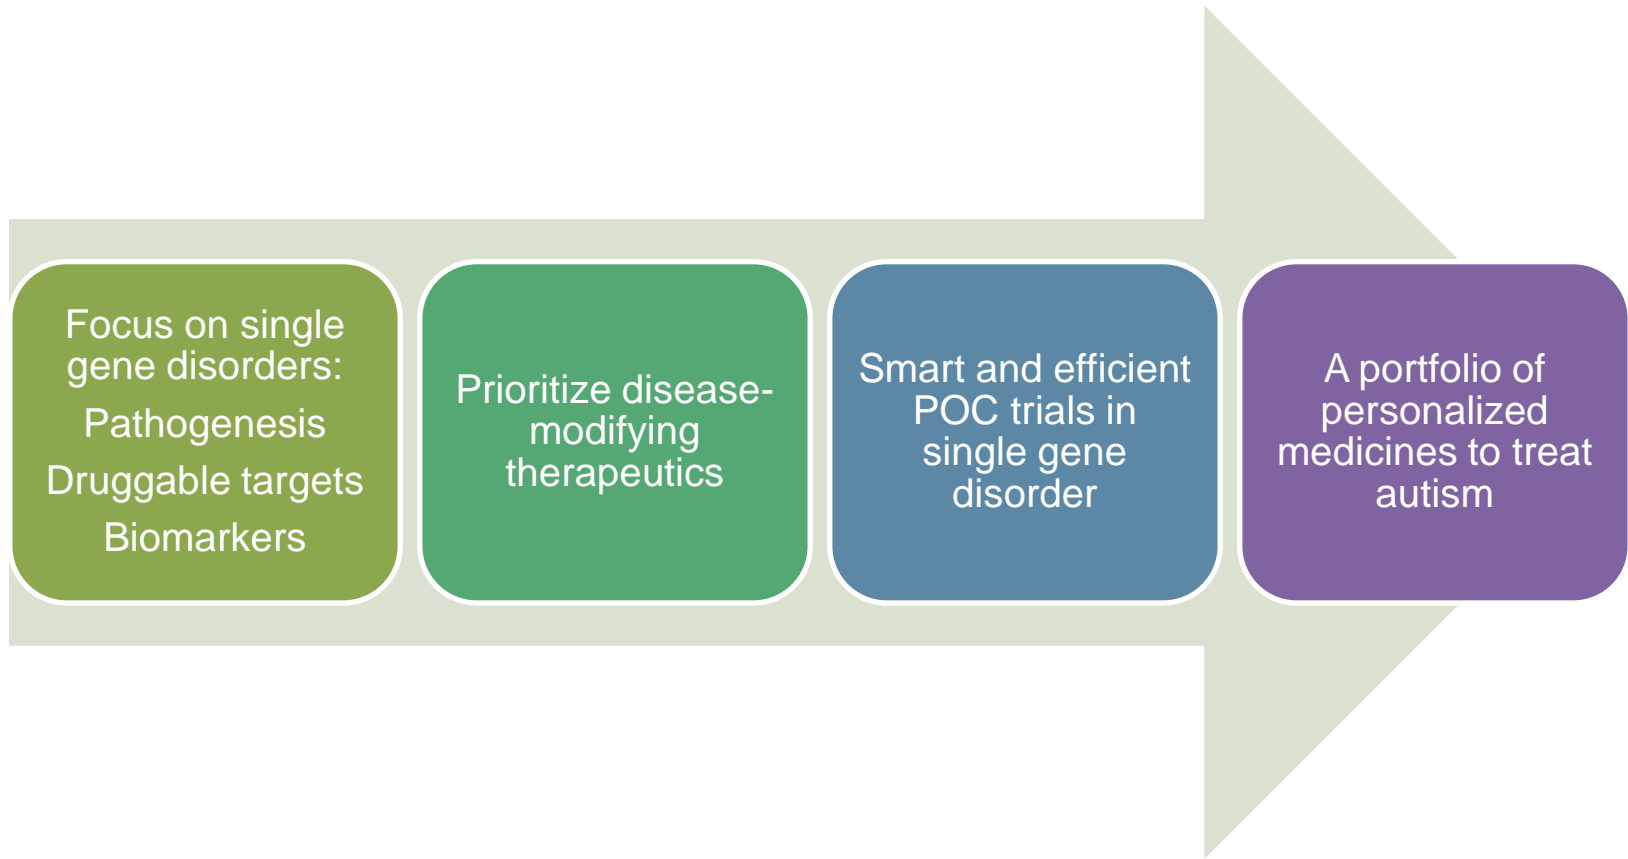 Focus on single
gene disorders:
Pathogenesis
Druggable targets
Biomarkers
Prioritize disease-
modifying
therapeutics
Smart and efficient
POC trials in
single gene
disorder
A portfolio of
personalized
medicines to treat
autism